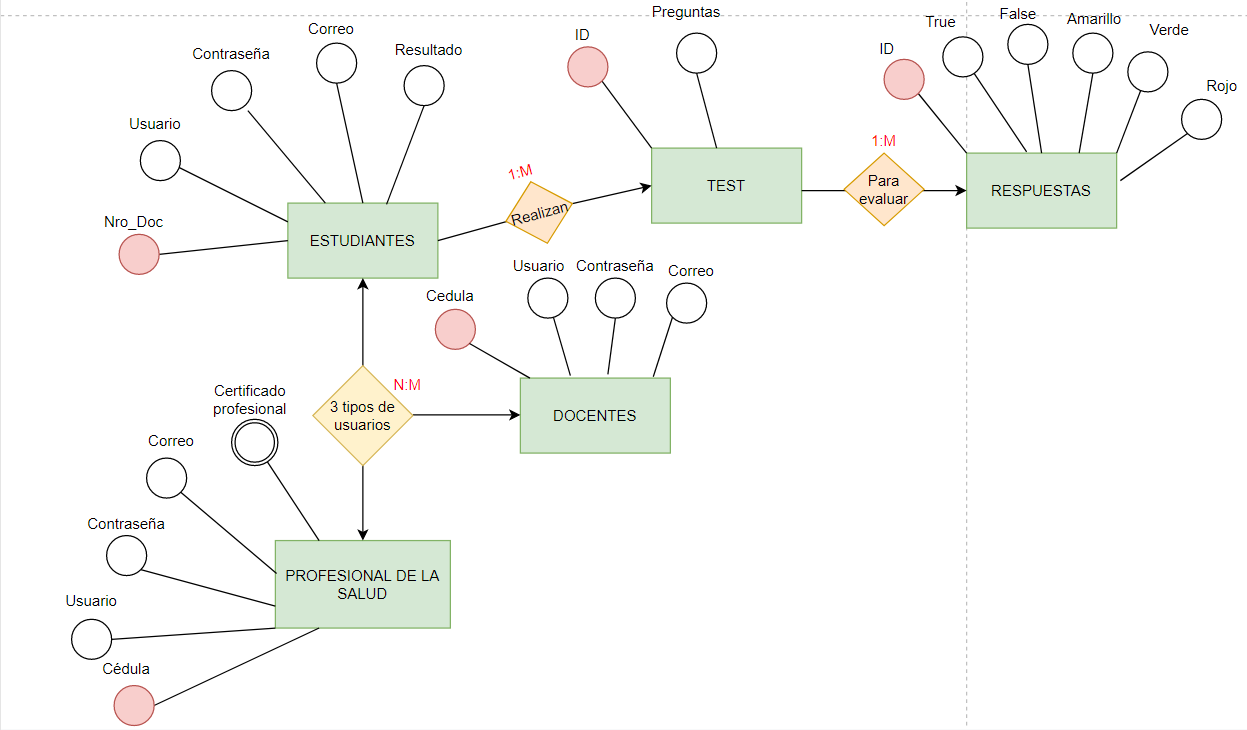 Preguntas
ID
True
False
Amarillo
Verde
Correo
Resultado
Contraseña
ID
Rojo
Usuario
1:M
1:M
Nro_Doc
ESTUDIANTES
Realizan
TEST
Para
evaluar
RESPUESTAS
Usuario
Contraseña
Correo
Cedula
N:M
3 tipos de
usuarios
DOCENTES
Certificado
profesional
Correo
Contraseña
Usuario
Cédula
PROFESIONAL DE LA
SALUD